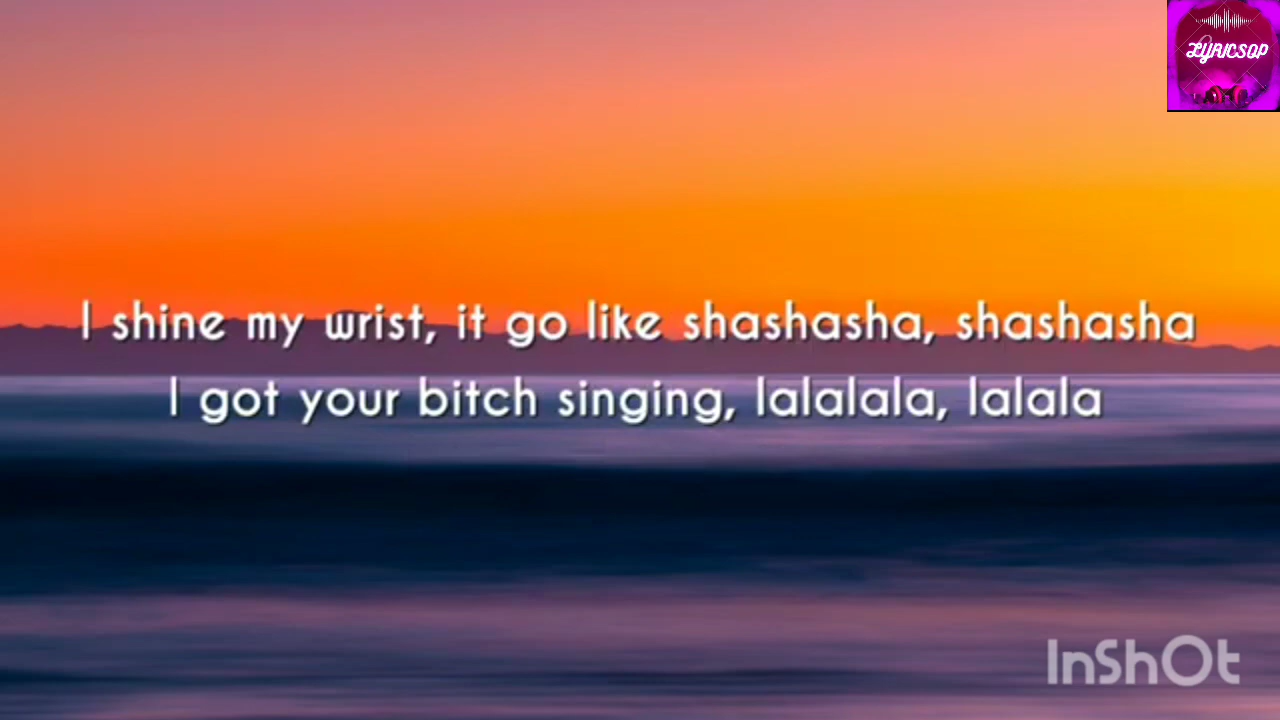 LYRICSOP
I shine my wrist, it go like shashasha, shashasha
I got your bitch singing, lalalala, lalala
InShOt